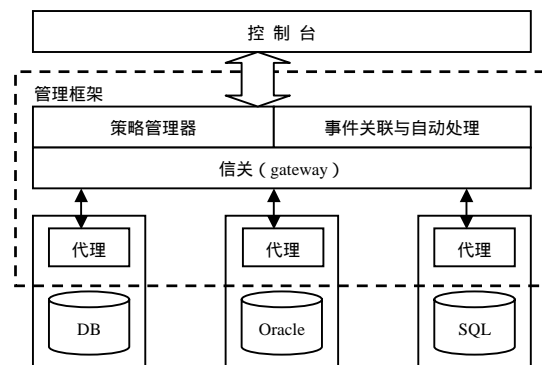 控 制 台
管理框架
策略管理器 事件关联与自动处理
信关（gateway）
代理 代理 代理
DB Oracle SQL